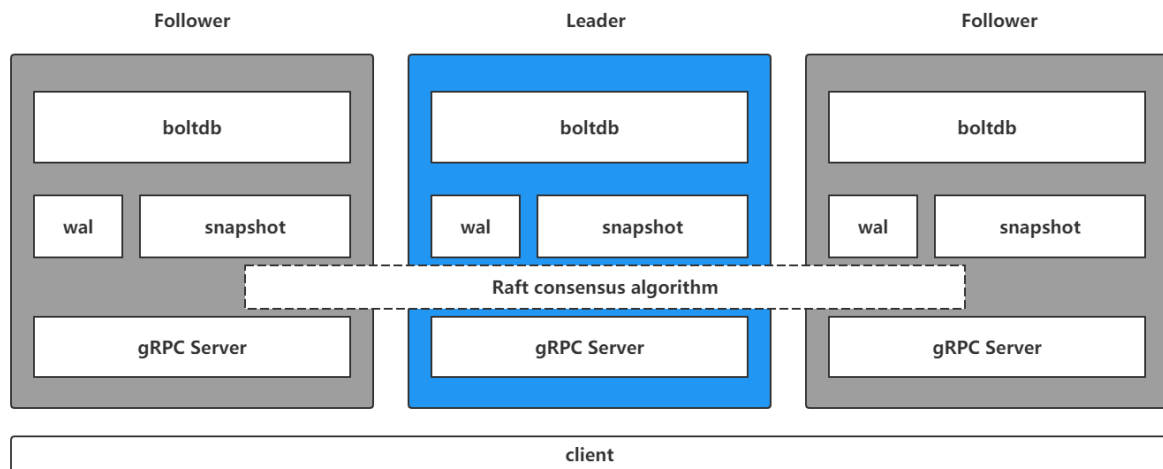 Follower Leader Follower
boltdb boltdb boltdb
wal snapshot wal snapshot wal snapshot
Raft consensus algorithm
gRPC Server gRPC Server gRPC Server
client